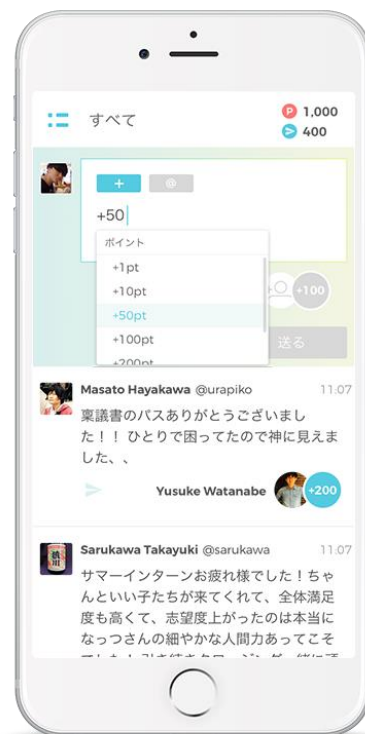 すべて
P 1,000
400
+ @
+50
ポイント
+1pt
+10pt
+50pt
+100pt
+200pt
+100
送る
Masato Hayakawa @urapiko 11:07
稟議書のパスありがとうございまし
た！！ ひとりで困ってたので神に見えま
した、、
Yusuke Watanabe +200
Sarukawa Takayuki @sarukawa 11:07
サマーインターンお疲れ様でした！ちゃ
んといい子たちが来てくれて、全体満足
度も高くて、志望度上がったのは本当に
なっつさんの細やかな人間力あってこそ